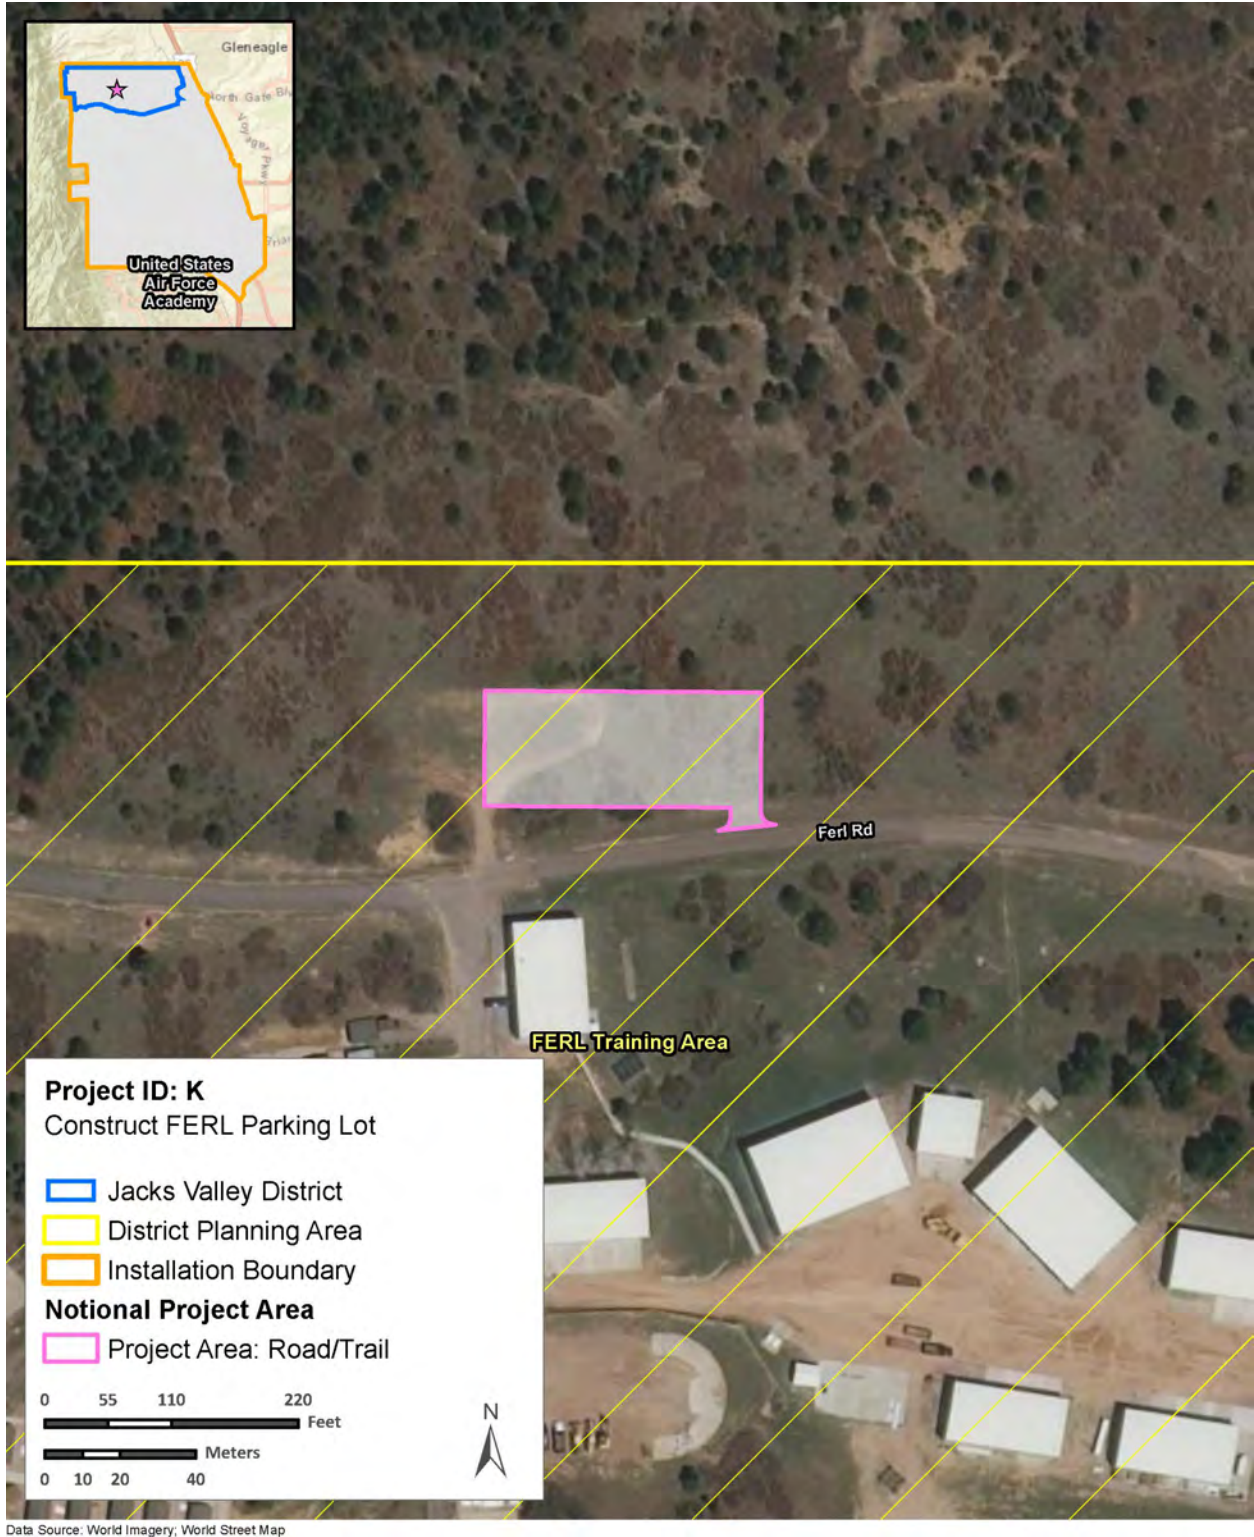 Gleneagle
North Gate Bl
Voyager Pkwy
United States
Air Force
Academy
Ferl Rd
FERL Training Area
Project ID: K
Construct FERL Parking Lot
Jacks Valley District
District Planning Area
Installation Boundary
Notional Project Area
Project Area: Road/Trail
0 55 110 220
Feet
N
Meters
0 10 20 40
Data Source: World Imagery; World Street Map